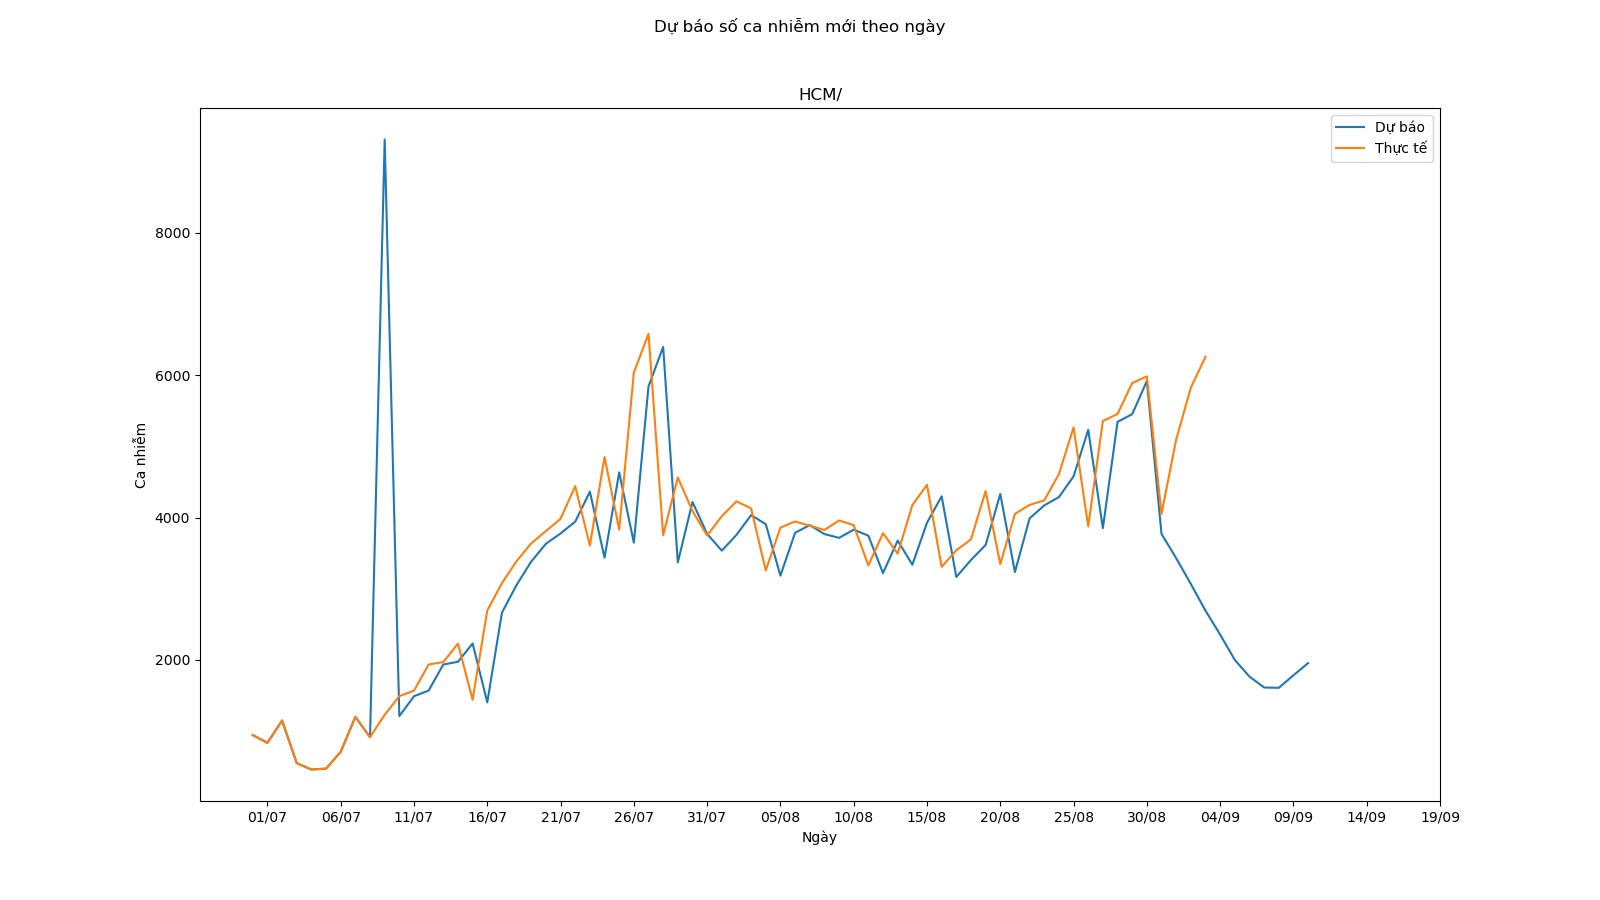 Dự báo số ca nhiễm mới theo ngày
HCM/
Dự báo
Thực tế
8000
6000
4000
2000
Ca nhiễm
01/07 06/07 11/07 16/07 21/07 26/07 31/07 05/08 10/08 15/08 20/08 25/08 30/08 04/09 09/09 14/09 19/09
Ngày